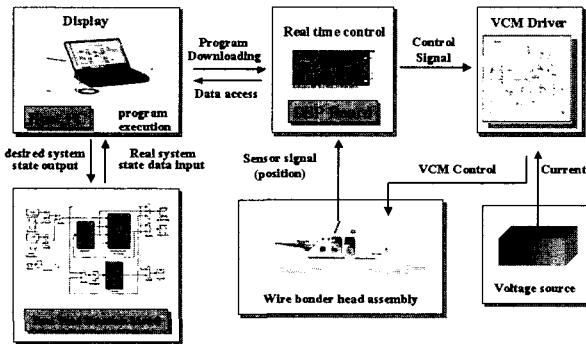 Display
Program
Downloading
Data access
program
execution
Real time control
Control
Signal
VCM Driver
desired system
state output
Real system
state data input
Sensor signal
(position)
VCM Control
Current
Wire bonder head assembly
Voltage source